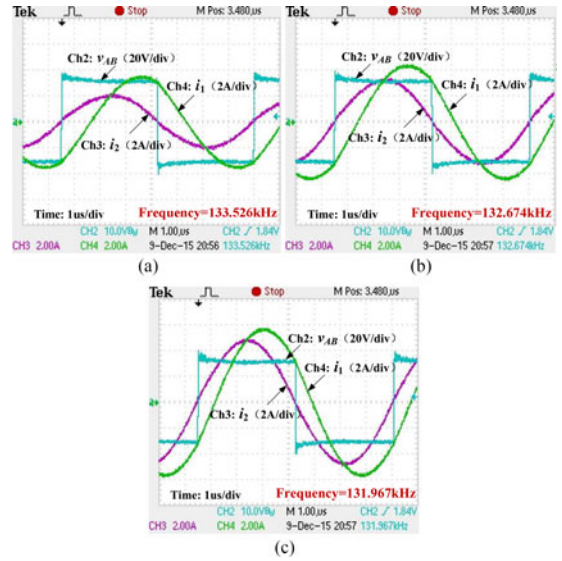 Tek Stop M Pos: 3.480us
Ch2: vAB (20V/div)
Ch4: i1 (2A/div)
Ch3: i2 (2A/div)
Time: 1us/div Frequency=133.526kHz
CH2 10.0VBW M 1.00us CH2 / 1.84V
CH3 2.00A CH4 2.00A 9-Dec-15 20:56 133.526kHz
(a)
Tek Stop M Pos: 3.480us
Ch2: vAB (20V/div)
Ch4: i1 (2A/div)
Ch3: i2 (2A/div)
Time: 1us/div Frequency=132.674kHz
CH2 10.0VBW M 1.00us CH2 / 1.84V
CH3 2.00A CH4 2.00A 9-Dec-15 20:57 132.674kHz
(b)
Tek Stop M Pos: 3.480us
Ch2: vAB (20V/div)
Ch4: i1 (2A/div)
Ch3: i2 (2A/div)
Time: 1us/div Frequency=131.967kHz
CH2 10.0VBW M 1.00us CH2 / 1.84V
CH3 2.00A CH4 2.00A 9-Dec-15 20:57 131.967kHz
(c)